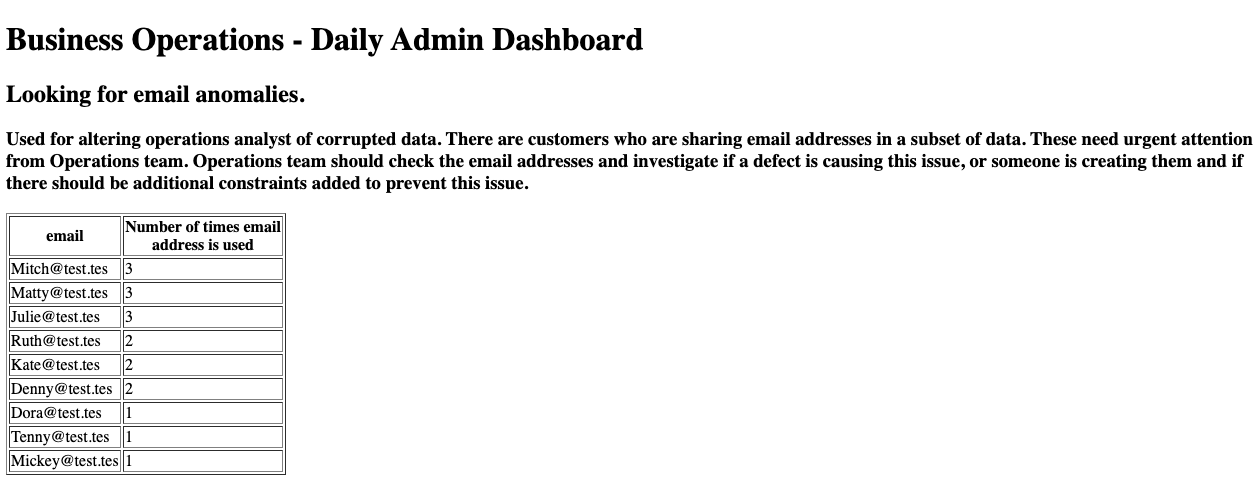 Business Operations - Daily Admin Dashboard
Looking for email anomalies.
Used for altering operations analyst of corrupted data. There are customers who are sharing email addresses in a subset of data. These need urgent attention
from Operations team. Operations team should check the email addresses and investigate if a defect is causing this issue, or someone is creating them and if
there should be additional constraints added to prevent this issue.
email Number of times email
address is used
Mitch@test.tes 3
Matty@test.tes 3
Julie@test.tes 3
Ruth@test.tes 2
Kate@test.tes 2
Denny@test.tes 2
Dora@test.tes 1
Tenny@test.tes 1
Mickey@test.tes 1